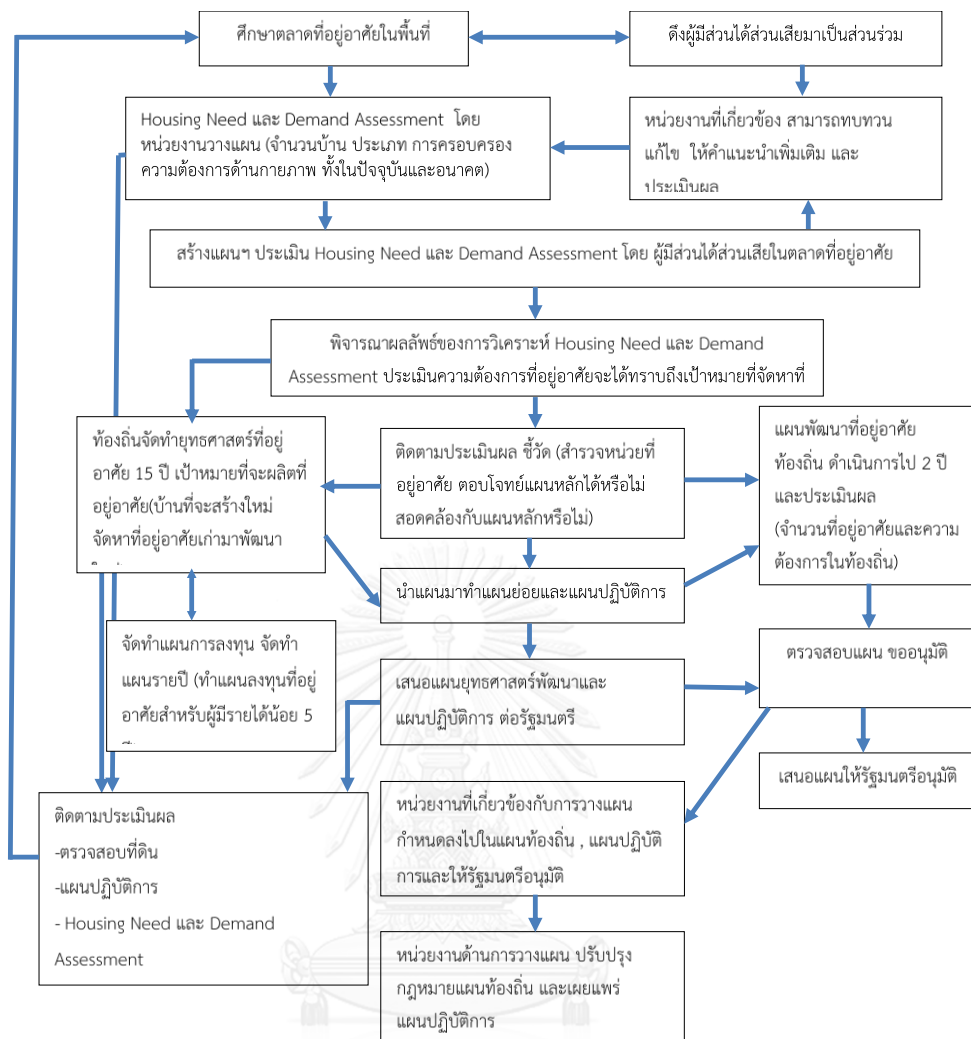 ศึกษาตลาดที่อยู่อาศัยในพื้นที่
ดึงผู้มีส่วนได้ส่วนเสียมาเป็นส่วนร่วม
Housing Need และ Demand Assessment โดย
หน่วยงานวางแผน (จำนวนบ้าน ประเภท การครอบครอง
ความต้องการด้านกายภาพ ทั้งในปัจจุบันและอนาคต)
หน่วยงานที่เกี่ยวข้อง สามารถทบทวน
แก้ไข ให้คำแนะนำเพิ่มเติม และ
ประเมินผล
สร้างแผนฯ ประเมิน Housing Need และ Demand Assessment โดย ผู้มีส่วนได้ส่วนเสียในตลาดที่อยู่อาศัย
พิจารณาผลลัพธ์ของการวิเคราะห์ Housing Need และ Demand
Assessment ประเมินความต้องการที่อยู่อาศัยจะได้ทราบถึงเป้าหมายที่จัดหาที่
ท้องถิ่นจัดทำยุทธศาสตร์ที่อยู่
อาศัย 15 ปี เป้าหมายที่จะผลิตที่
อยู่อาศัย(บ้านที่จะสร้างใหม่
จัดหาที่อยู่อาศัยเก่ามาพัฒนา
ติดตามประเมินผล ชี้วัด (สำรวจหน่วยที่
อยู่อาศัย ตอบโจทย์แผนหลักได้หรือไม่
สอดคล้องกับแผนหลักหรือไม่)
แผนพัฒนาที่อยู่อาศัย
ท้องถิ่น ดำเนินการไป 2 ปี
และประเมินผล
(จำนวนที่อยู่อาศัยและความ
ต้องการในท้องถิ่น)
นำแผนมาทำแผนย่อยและแผนปฏิบัติการ
จัดทำแผนการลงทุน จัดทำ
แผนรายปี (ทำแผนลงทุนที่อยู่
อาศัยสำหรับผู้มีรายได้น้อย 5
ตรวจสอบแผน ขออนุมัติ
เสนอแผนยุทธศาสตร์พัฒนาและ
แผนปฏิบัติการ ต่อรัฐมนตรี
เสนอแผนให้รัฐมนตรีอนุมัติ
ติดตามประเมินผล
-ตรวจสอบที่ดิน
-แผนปฏิบัติการ
- Housing Need และ Demand
Assessment
หน่วยงานที่เกี่ยวข้องกับการวางแผน
กำหนดลงไปในแผนท้องถิ่น , แผนปฏิบัติ
การและให้รัฐมนตรีอนุมัติ
หน่วยงานด้านการวางแผน ปรับปรุง
กฎหมายแผนท้องถิ่น และเผยแพร่
แผนปฏิบัติการ